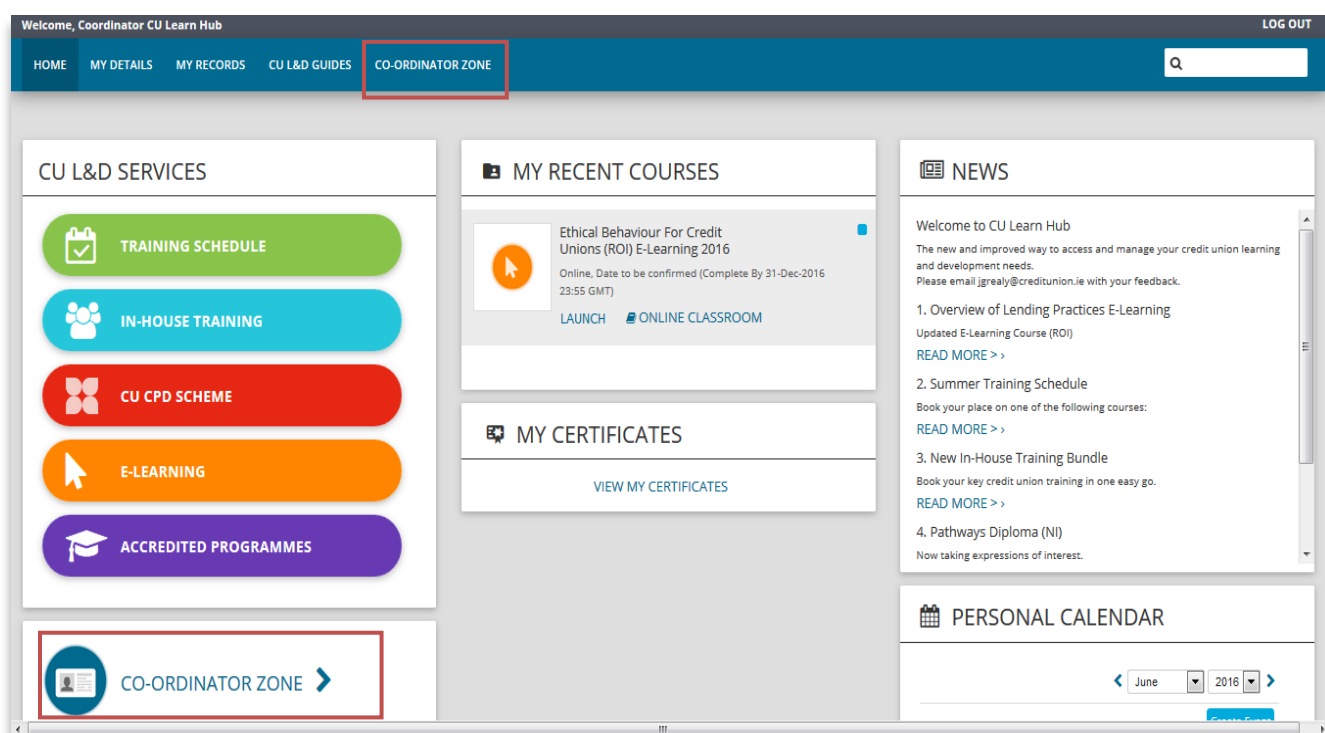 Welcome, Coordinator CU Learn Hub
LOG OUT
HOME MY DETAILS MY RECORDS CU L&D GUIDES CO-ORDINATOR ZONE
CU L&D SERVICES
TRAINING SCHEDULE
IN-HOUSE TRAINING
CU CPD SCHEME
E-LEARNING
ACCREDITED PROGRAMMES
CO-ORDINATOR ZONE
MY RECENT COURSES
Ethical Behaviour For Credit
Unions (ROI) E-Learning 2016
Online, Date to be confirmed (Complete By 31-Dec-2016
23:55 GMT)
LAUNCH ONLINE CLASSROOM
MY CERTIFICATES
VIEW MY CERTIFICATES
NEWS
Welcome to CU Learn Hub
The new and improved way to access and manage your credit union learning
and development needs.
Please email jgrealy@creditunion.ie with your feedback.
1. Overview of Lending Practices E-Learning
Updated E-Learning Course (ROI)
READ MORE > ›
2. Summer Training Schedule
Book your place on one of the following courses:
READ MORE > ›
3. New In-House Training Bundle
Book your key credit union training in one easy go.
READ MORE > ›
4. Pathways Diploma (NI)
Now taking expressions of interest.
PERSONAL CALENDAR
June 2016
Create Event